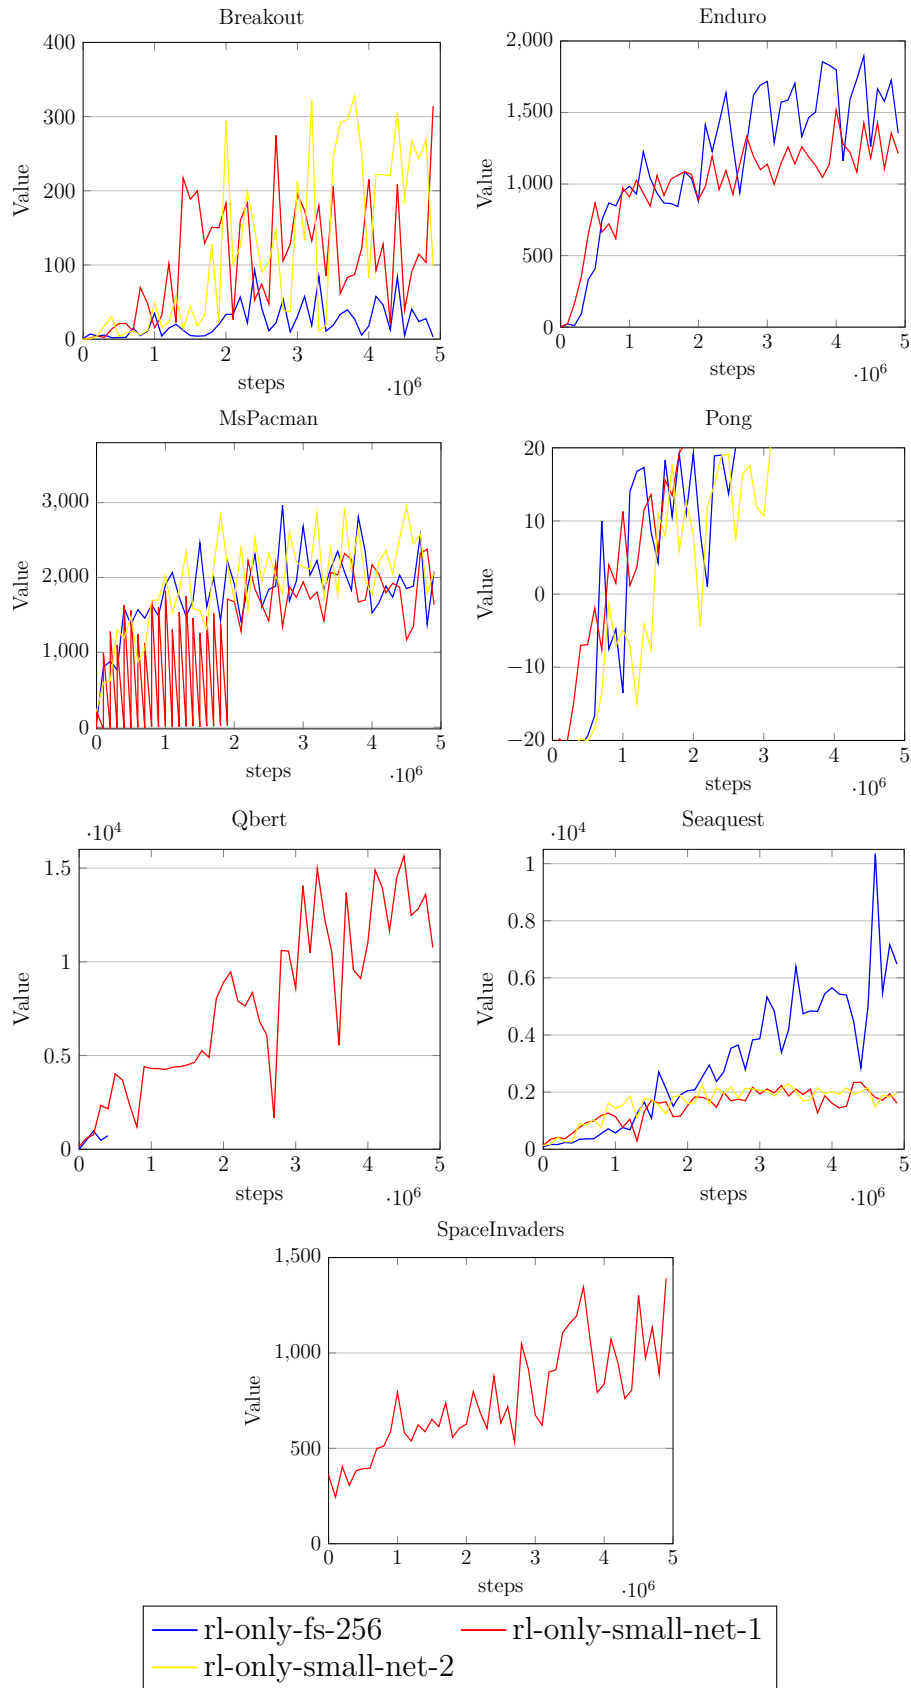 Breakout
400
300
200
100
0
Value
0 1 2 3 4 5
steps
·10^6
Enduro
2,000
1,500
1,000
500
0
Value
0 1 2 3 4 5
steps
·10^6
MsPacman
3,000
2,000
1,000
0
Value
0 1 2 3 4 5
steps
·10^6
Pong
20
10
0
−10
−20
Value
0 1 2 3 4 5
steps
·10^6
Qbert
·10^4
1.5
1
0.5
0
Value
0 1 2 3 4 5
steps
·10^6
Seaquest
·10^4
1
0.8
0.6
0.4
0.2
0
Value
0 1 2 3 4 5
steps
·10^6
SpaceInvaders
1,500
1,000
500
0
Value
0 1 2 3 4 5
steps
·10^6
rl-only-fs-256 rl-only-small-net-1
rl-only-small-net-2